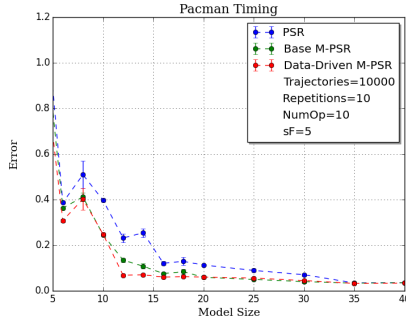 Pacman Timing
1.2
1.0
0.8
0.6
0.4
0.2
0.0
Error
PSR
Base M-PSR
Data-Driven M-PSR
Trajectories=10000
Repetitions=10
NumOp=10
sF=5
5 10 15 20 25 30 35 40
Model Size